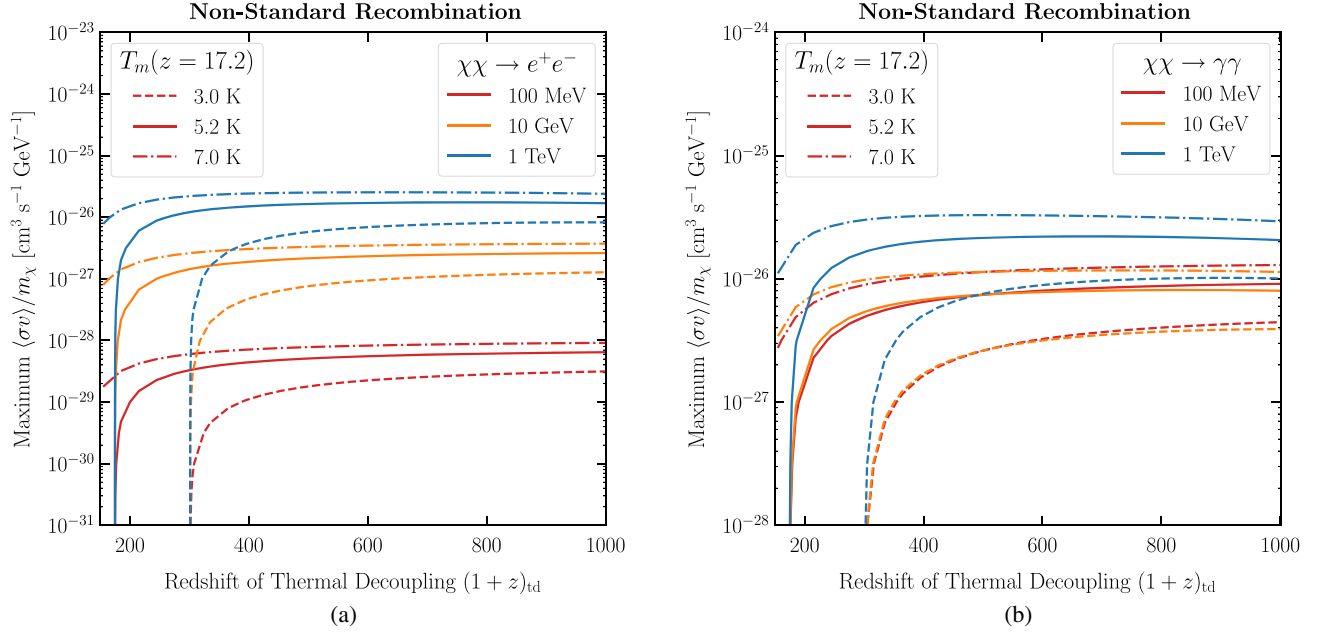 Non-Standard Recombination
10⁻²³
10⁻²⁴
10⁻²⁵
10⁻²⁶
10⁻²⁷
10⁻²⁸
10⁻²⁹
10⁻³⁰
10⁻³¹
Maximum ⟨σv⟩/m_χ [cm³ s⁻¹ GeV⁻¹]
T_m(z = 17.2)
3.0 K
5.2 K
7.0 K
χχ → e⁺e⁻
100 MeV
10 GeV
1 TeV
200 400 600 800 1000
Redshift of Thermal Decoupling (1 + z)_td
(a)
Non-Standard Recombination
10⁻²⁴
10⁻²⁵
10⁻²⁶
10⁻²⁷
10⁻²⁸
Maximum ⟨σv⟩/m_χ [cm³ s⁻¹ GeV⁻¹]
T_m(z = 17.2)
3.0 K
5.2 K
7.0 K
χχ → γγ
100 MeV
10 GeV
1 TeV
200 400 600 800 1000
Redshift of Thermal Decoupling (1 + z)_td
(b)